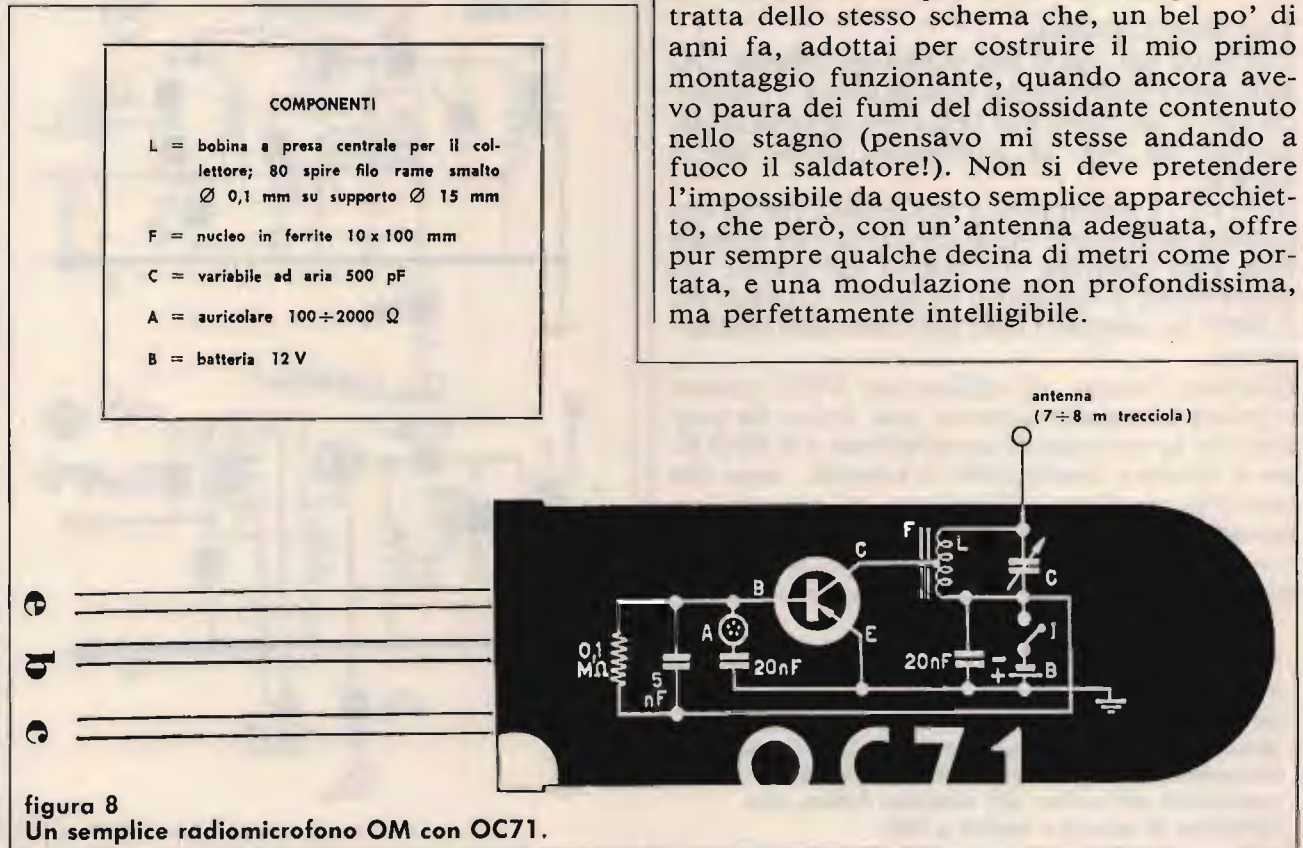 COMPONENTI
L = bobina a presa centrale per il col-
lettore; 80 spire filo rame smalto
Ø 0,1 mm su supporto Ø 15 mm
F = nucleo in ferrite 10 x 100 mm
C = variabile ad aria 500 pF
A = auricolare 100÷2000 Ω
B = batteria 12 V
tratta dello stesso schema che, un bel po' di
anni fa, adottai per costruire il mio primo
montaggio funzionante, quando ancora ave-
vo paura dei fumi del disossidante contenuto
nello stagno (pensavo mi stesse andando a
fuoco il saldatore!). Non si deve pretendere
l'impossibile da questo semplice apparecchiet-
to, che però, con un'antenna adeguata, offre
pur sempre qualche decina di metri come por-
tata, e una modulazione non profondissima,
ma perfettamente intelligibile.
antenna
(7÷8 m trecciola)
F
L
C
C
B
E
A
I
0,1
MΩ
5
nF
20nF
20nF
-
+
B
e
b
c
OC71
figura 8
Un semplice radiomicrofono OM con OC71.